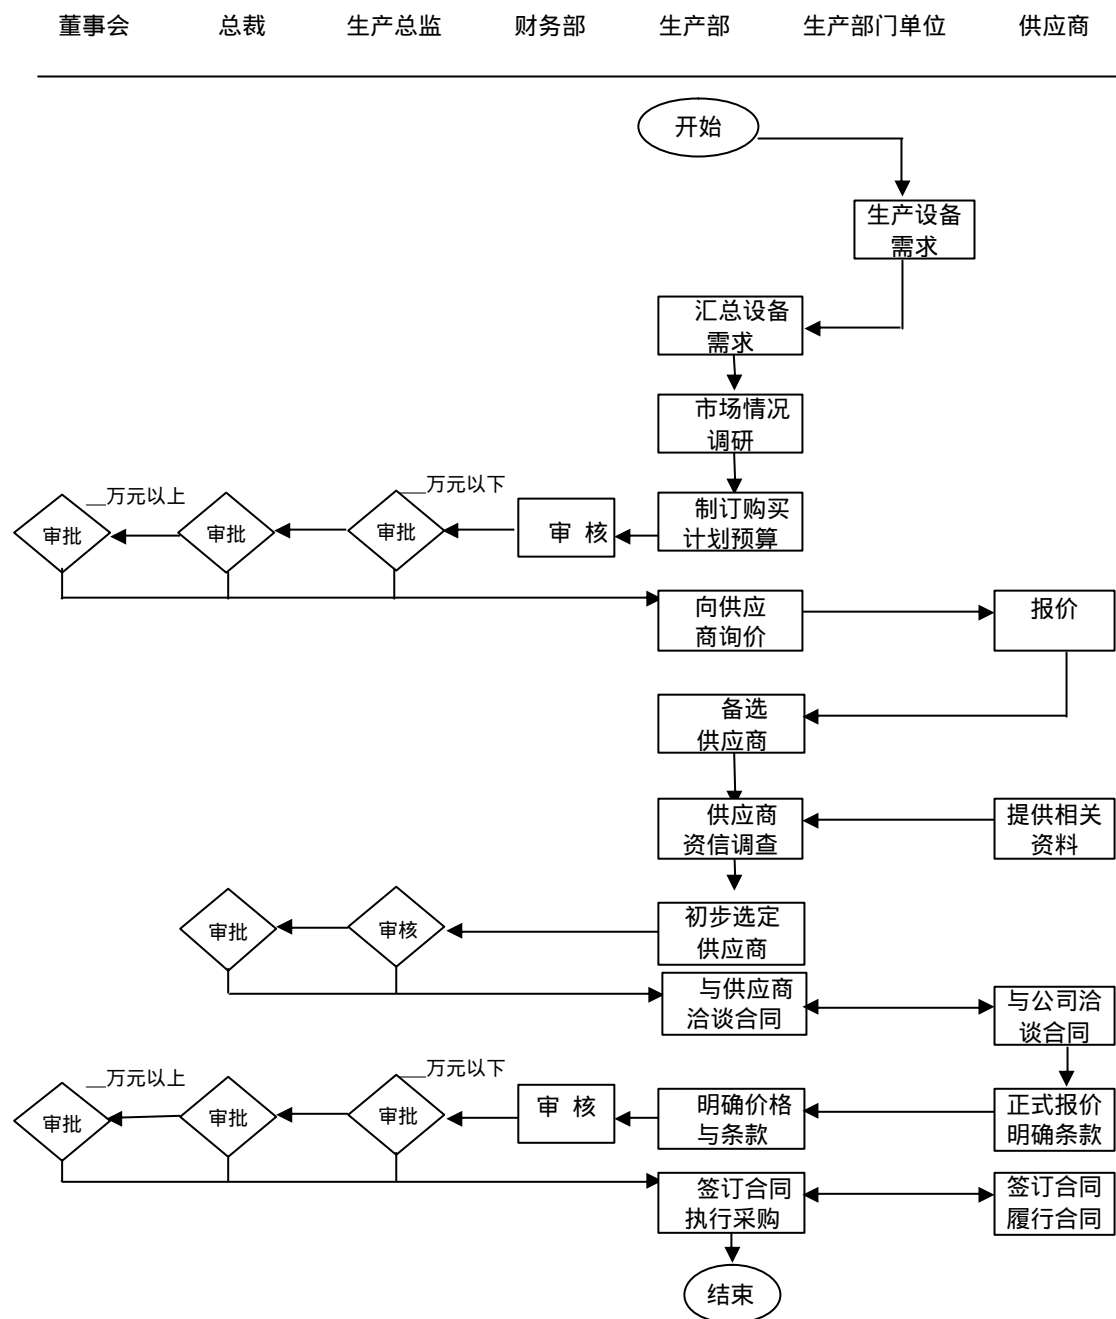 董事会 总裁 生产总监 财务部 生产部 生产部门单位 供应商
开始
生产设备
需求
汇总设备
需求
市场情况
调研
__万元以上
__万元以下
审批
审批
审批
审 核
制订购买
计划预算
向供应
商询价
报价
备选
供应商
供应商
资信调查
提供相关
资料
审批
审核
初步选定
供应商
与供应商
洽谈合同
与公司洽
谈合同
__万元以上
__万元以下
审批
审批
审批
审 核
明确价格
与条款
正式报价
明确条款
签订合同
执行采购
签订合同
履行合同
结束